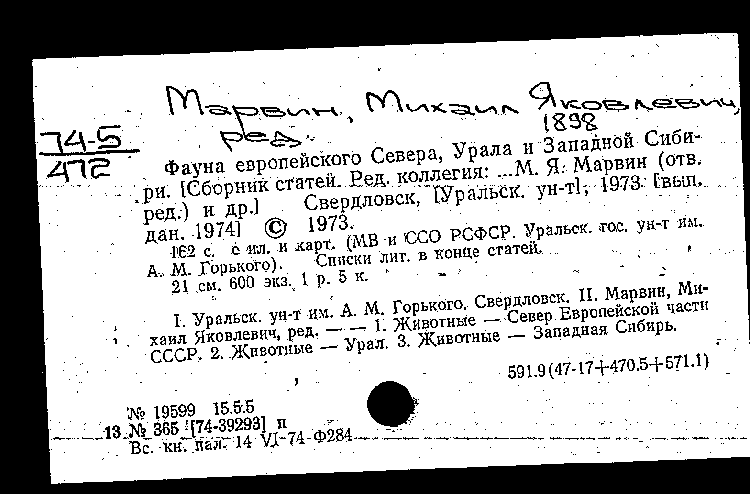 Марвин, Михаил Яковлевич,
1898
ред.
74-5
472
Фауна европейского Севера, Урала и Западной Сиби-
ри. [Сборник статей. Ред. коллегия: ...М. Я. Марвин (отв.
ред.) и др.] Свердловск, [Уральск. ун-т], 1973 [вып.
дан. 1974] © 1973.
162 с. с ил. и карт. (МВ и ССО РСФСР. Уральск. гос. ун-т им.
А. М. Горького). Списки лит. в конце статей.
21 см. 600 экз. 1 р. 5 к.
I. Уральск. ун-т им. А. М. Горького. Свердловск. II. Марвин, Ми-
хаил Яковлевич, ред. — — 1. Животные — Север Европейской части
СССР. 2. Животные — Урал. 3. Животные — Западная Сибирь.
591.9(47-17+470.5+571.1)
№ 19599 15.5.5
13 № 365 [74-39293] п
Вс. кн. пал. 14 VI-74 Ф284